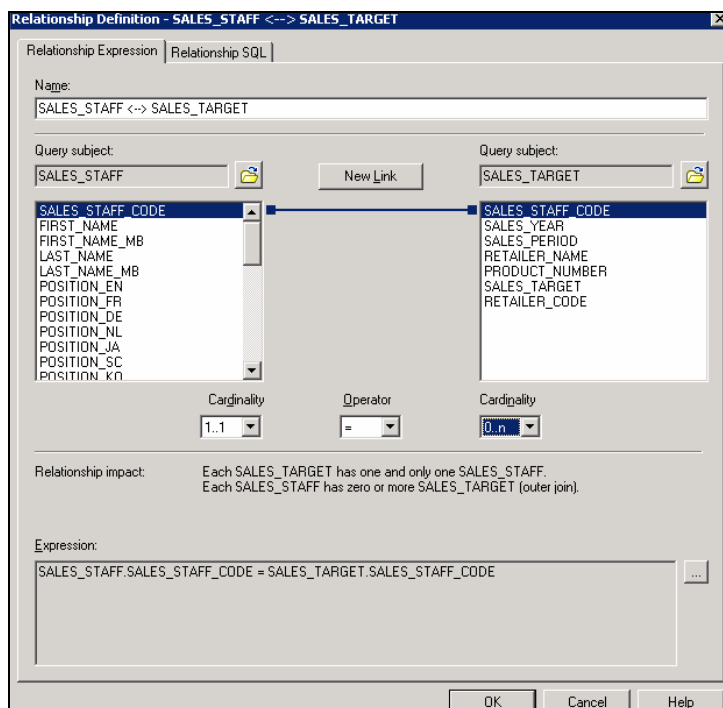 Relationship Definition - SALES_STAFF <--> SALES_TARGET
Relationship Expression
Relationship SQL
Name:
SALES_STAFF <--> SALES_TARGET
Query subject:
Query subject:
SALES_STAFF
New Link
SALES_TARGET
SALES_STAFF_CODE
FIRST_NAME
FIRST_NAME_MB
LAST_NAME
LAST_NAME_MB
POSITION_EN
POSITION_FR
POSITION_DE
POSITION_NL
POSITION_JA
POSITION_SC
POSITION_KO
SALES_STAFF_CODE
SALES_YEAR
SALES_PERIOD
RETAILER_NAME
PRODUCT_NUMBER
SALES_TARGET
RETAILER_CODE
Cardinality
Operator
Cardinality
1..1
=
0..n
Relationship impact:
Each SALES_TARGET has one and only one SALES_STAFF.
Each SALES_STAFF has zero or more SALES_TARGET (outer join).
Expression:
SALES_STAFF.SALES_STAFF_CODE = SALES_TARGET.SALES_STAFF_CODE
...
OK
Cancel
Help